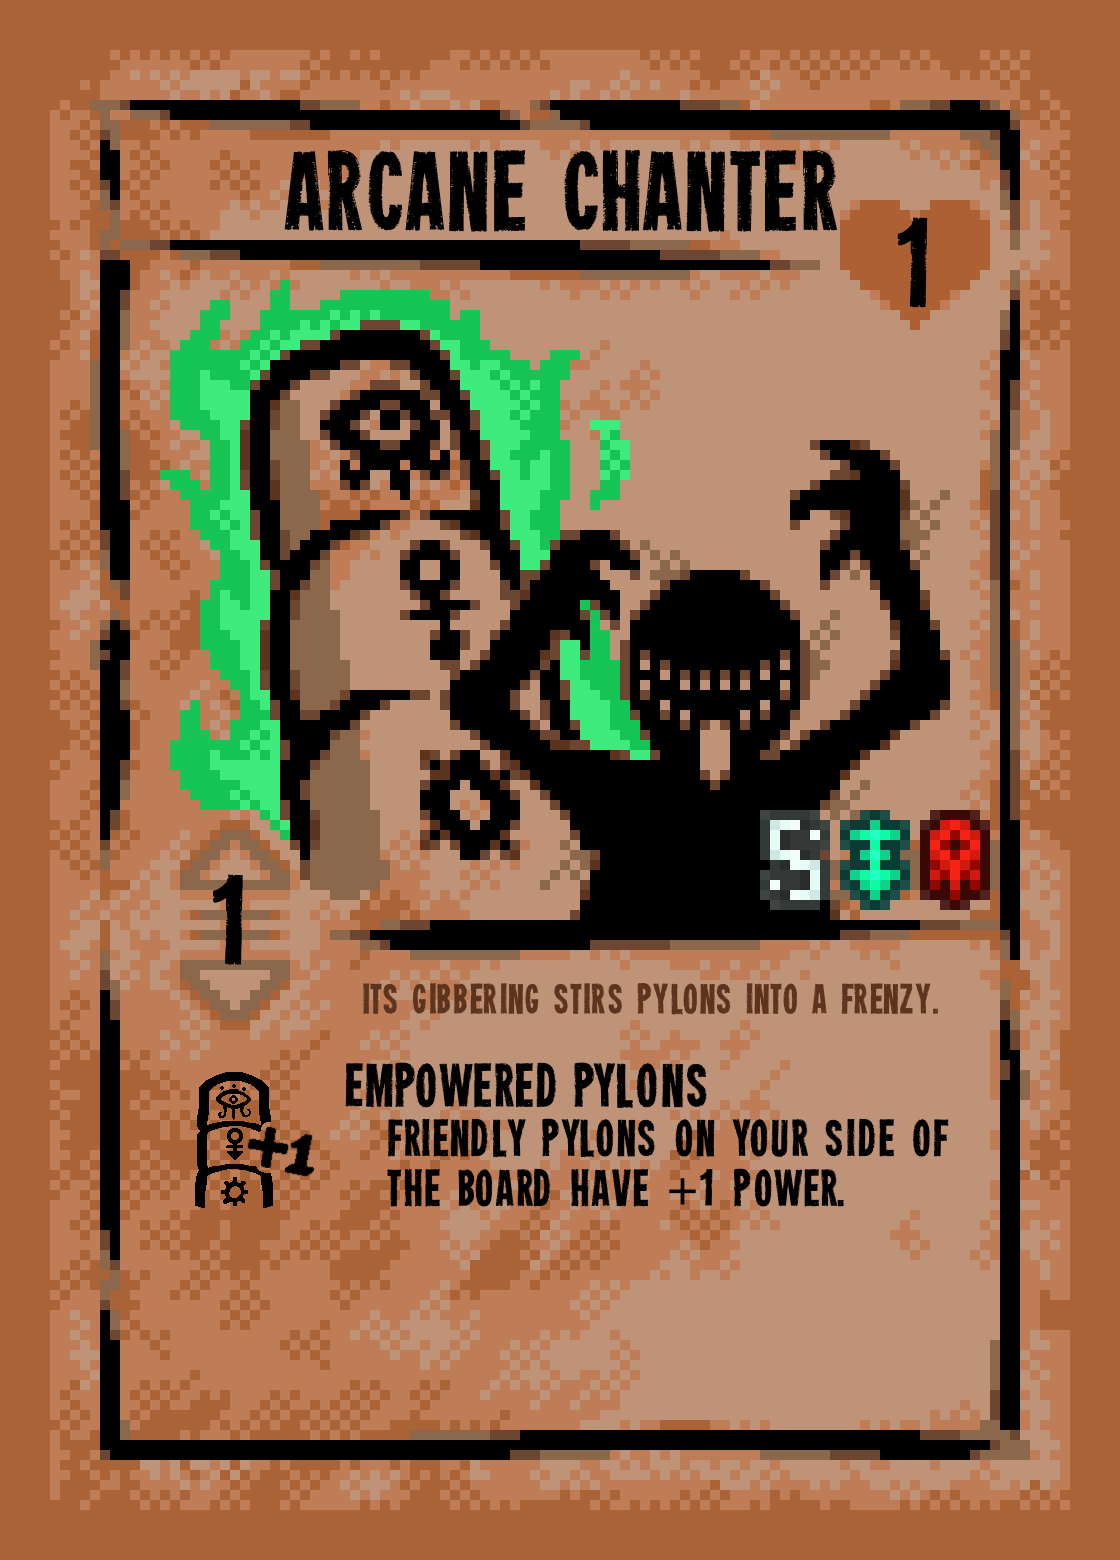 ARCANE CHANTER
1
S
1
ITS GIBBERING STIRS PYLONS INTO A FRENZY.
EMPOWERED PYLONS
+1
FRIENDLY PYLONS ON YOUR SIDE OF
THE BOARD HAVE +1 POWER.